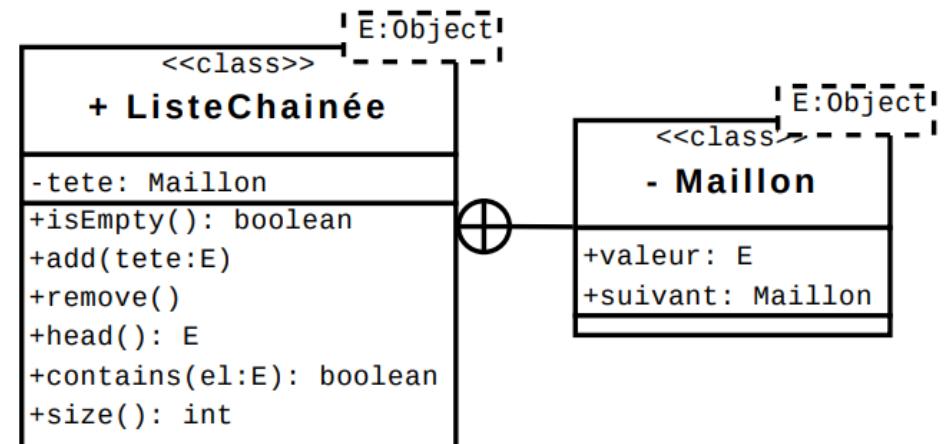 E:Object
<<class>>
+ ListeChainée
-tete: Maillon
+isEmpty(): boolean
+add(tete:E)
+remove()
+head(): E
+contains(el:E): boolean
+size(): int
E:Object
<<class>>
- Maillon
+valeur: E
+suivant: Maillon